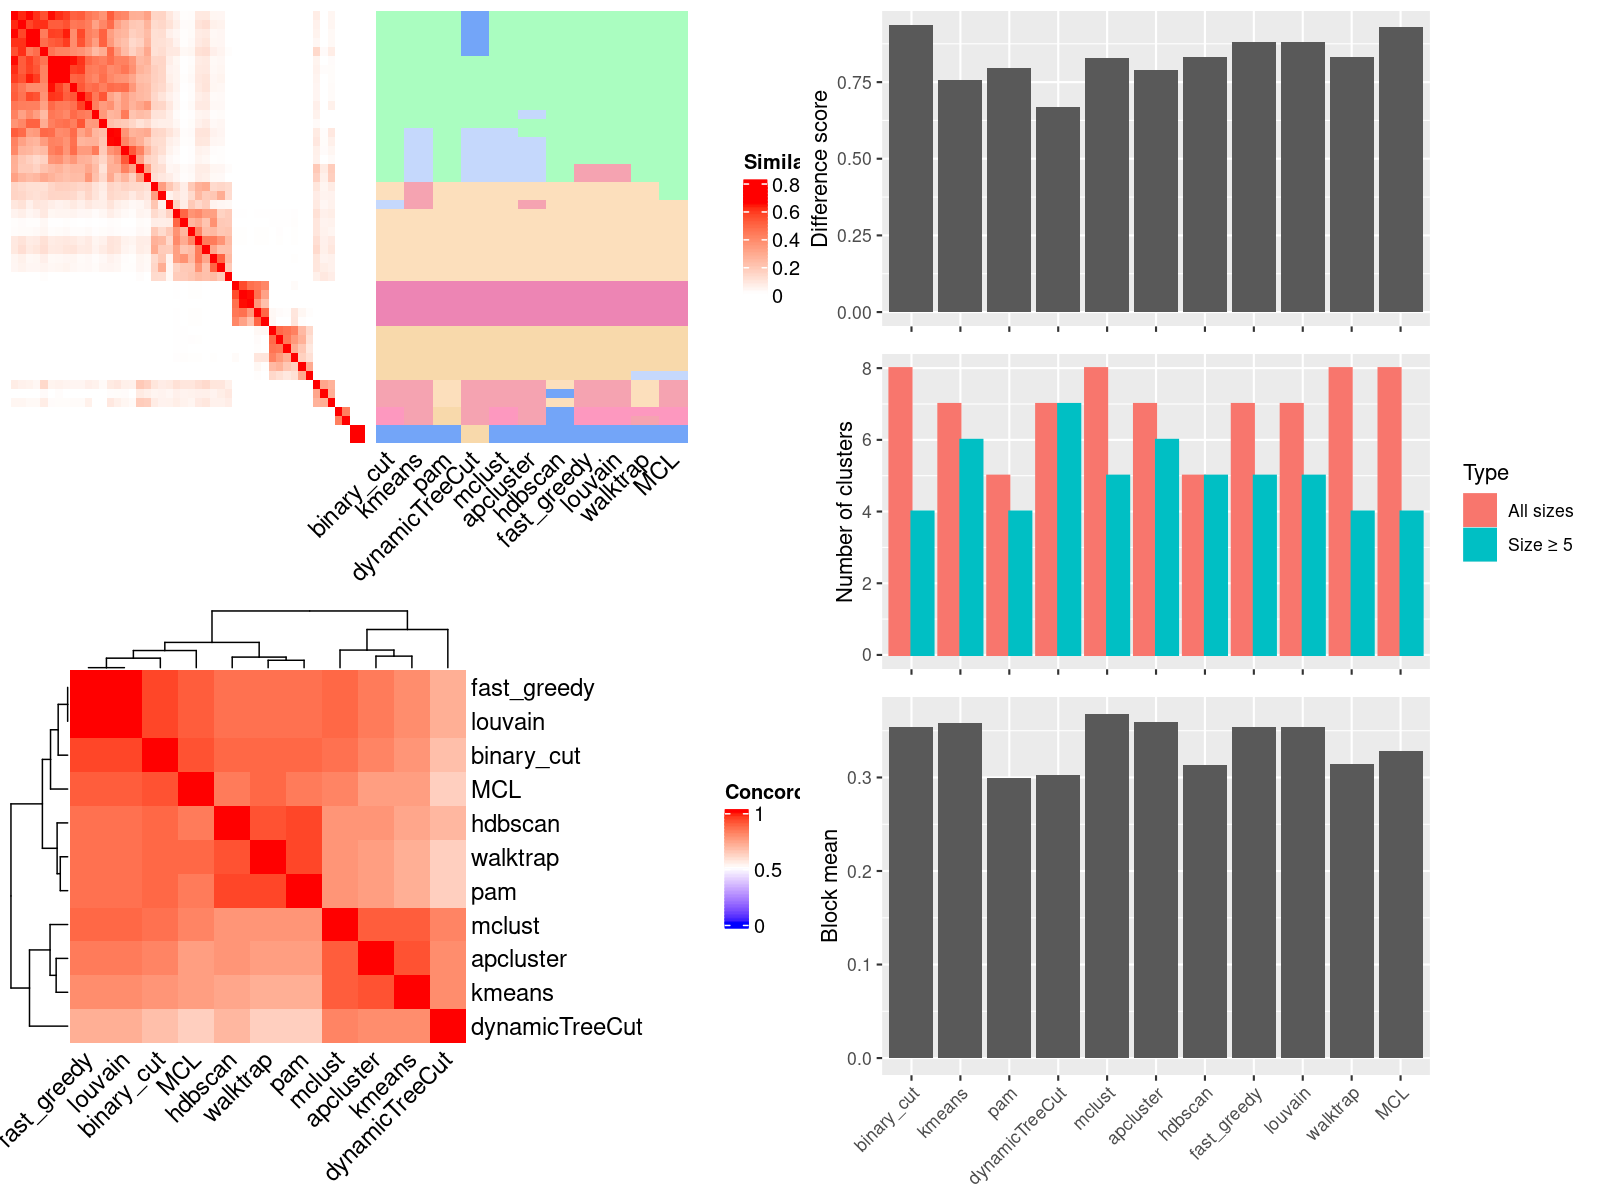 Simila
0.8
0.6
0.4
0.2
0
binary_cut
kmeans
pam
dynamicTreeCut
mclust
apcluster
hdbscan
fast_greedy
louvain
walktrap
MCL
Difference score
0.75
0.50
0.25
0.00
Number of clusters
8
6
4
2
0
Type
All sizes
Size ≥ 5
fast_greedy
louvain
binary_cut
MCL
hdbscan
walktrap
pam
mclust
apcluster
kmeans
dynamicTreeCut
fast_greedy
louvain
binary_cut
MCL
hdbscan
walktrap
pam
mclust
apcluster
kmeans
dynamicTreeCut
Concord
1
0.5
0
Block mean
0.3
0.2
0.1
0.0
binary_cut
kmeans
pam
dynamicTreeCut
mclust
apcluster
hdbscan
fast_greedy
louvain
walktrap
MCL